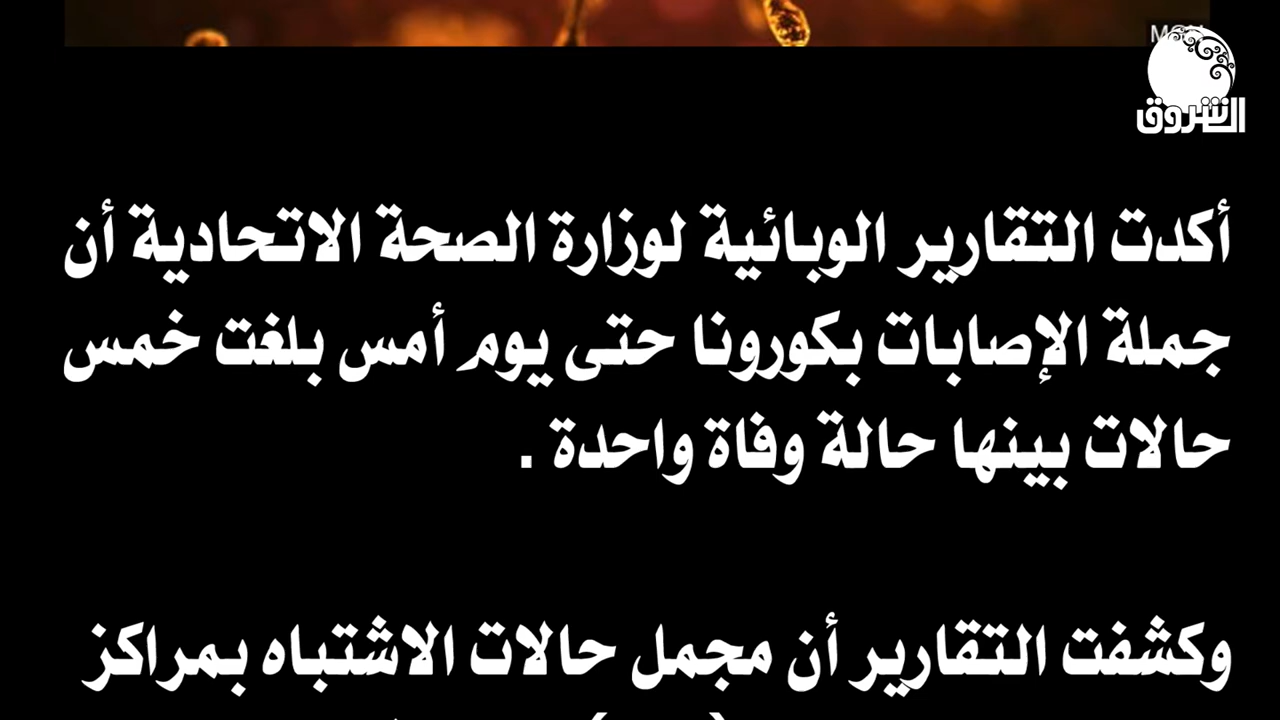 الشروق
أكدت التقارير الوبائية لوزارة الصحة الاتحادية أن
جملة الإصابات بكورونا حتى يوم أمس بلغت خمس
حالات بينها حالة وفاة واحدة .
وكشفت التقارير أن مجمل حالات الاشتباه بمراكز